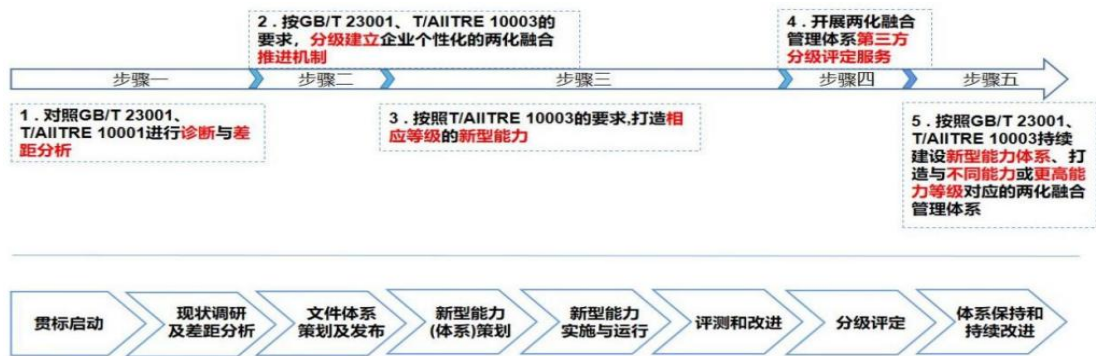 2．按GB/T 23001、T/AIITRE 10003的
要求，分级建立企业个性化的两化融合
推进机制
4．开展两化融合
管理体系第三方
分级评定服务
步骤一
步骤二
步骤三
步骤四
步骤五
1．对照GB/T 23001、
T/AIITRE 10001进行诊断与差
距分析
3．按照T/AIITRE 10003的要求,打造相
应等级的新型能力
5．按照GB/T 23001、
T/AIITRE 10003持续
建设新型能力体系、打
造与不同能力或更高能
力等级对应的两化融合
管理体系
贯标启动
现状调研
及差距分析
文件体系
策划及发布
新型能力
(体系)策划
新型能力
实施与运行
评测和改进
分级评定
体系保持和
持续改进